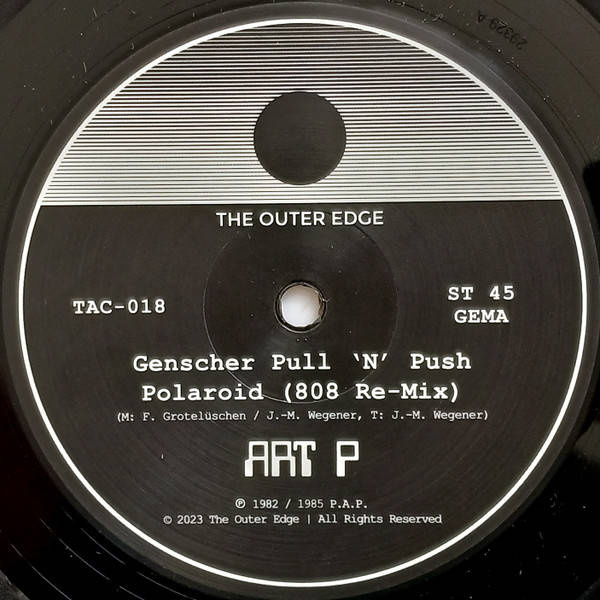 29329 A
THE OUTER EDGE
TAC-018
ST 45
GEMA
Genscher Pull ‘N’ Push
Polaroid (808 Re-Mix)
(M: F. Grotelüschen / J.-M. Wegener, T: J.-M. Wegener)
ART P
℗ 1982 / 1985 P.A.P.
© 2023 The Outer Edge | All Rights Reserved